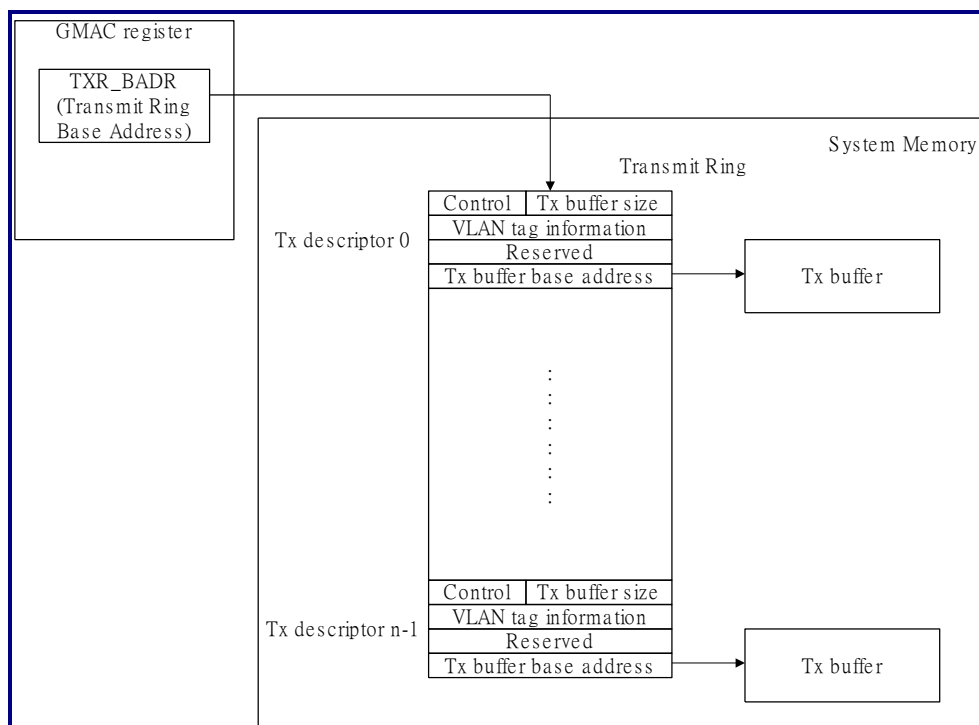 GMAC register
TXR_BADR
(Transmit Ring
Base Address)
System Memory
Transmit Ring
Control
Tx buffer size
VLAN tag information
Reserved
Tx buffer base address
Tx descriptor 0
Tx buffer
Control
Tx buffer size
VLAN tag information
Reserved
Tx buffer base address
Tx descriptor n-1
Tx buffer